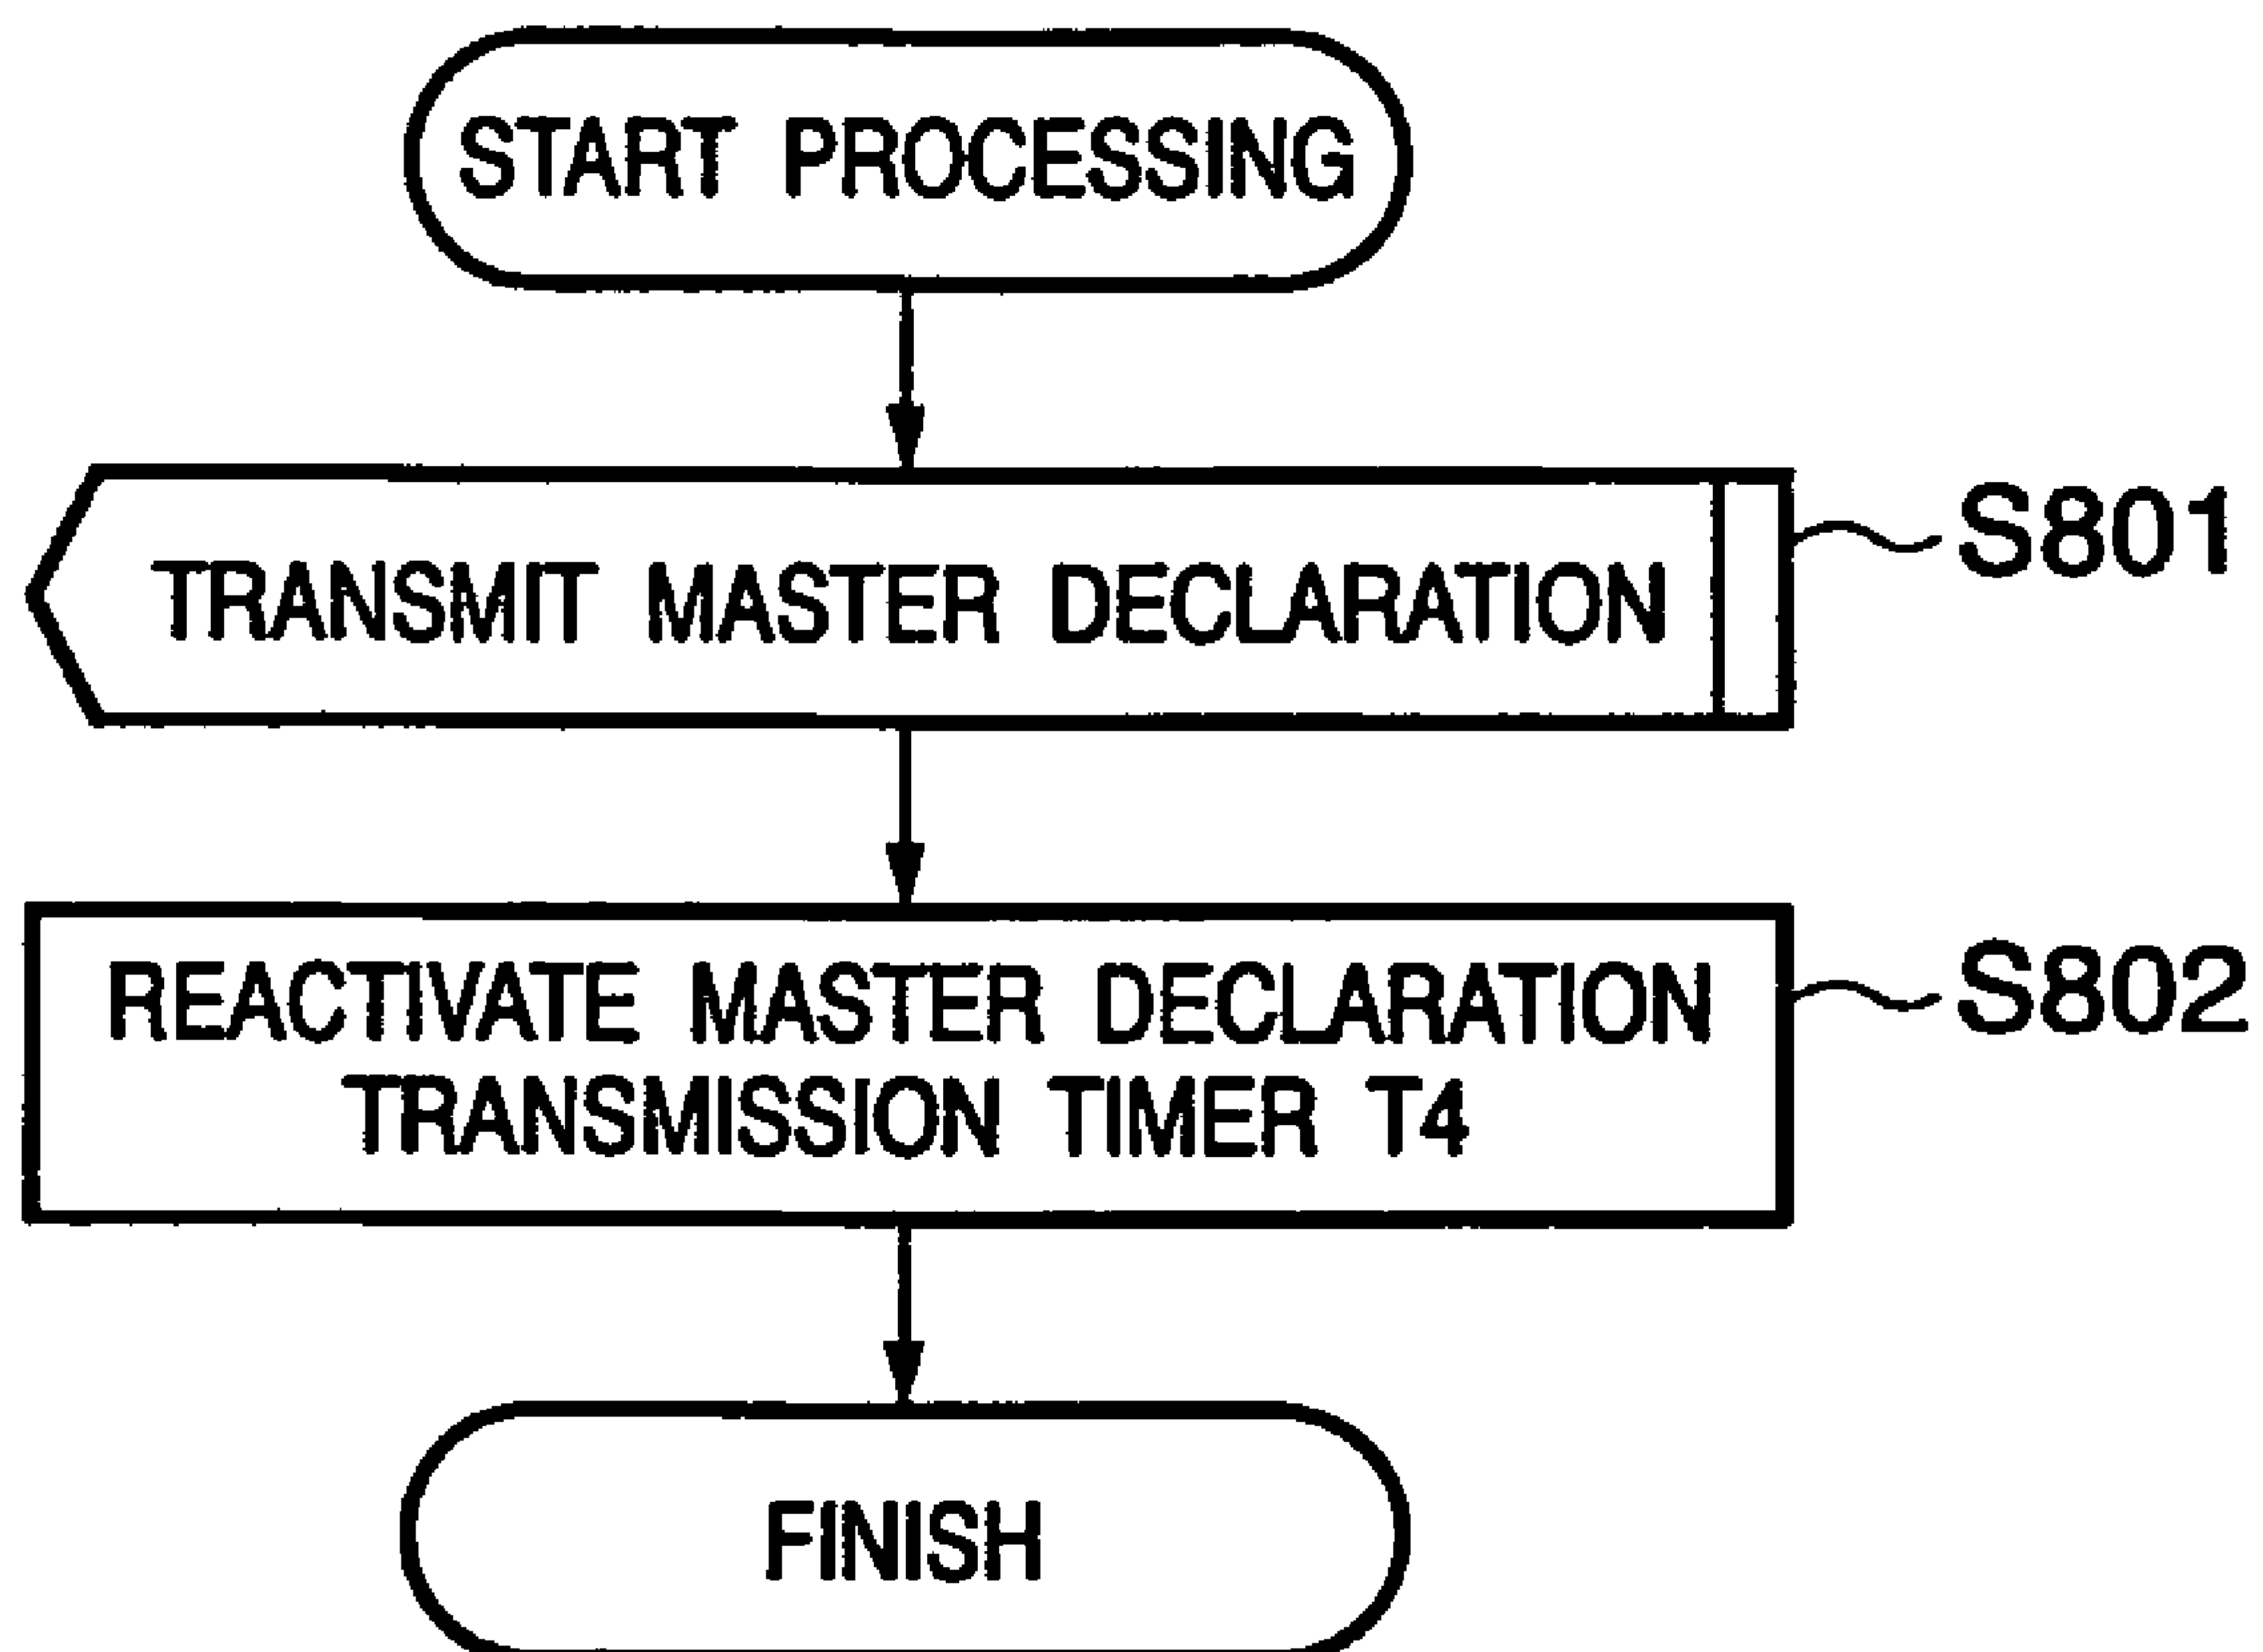 START PROCESSING
TRANSMIT MASTER DECLARATION
S801
REACTIVATE MASTER DECLARATION
TRANSMISSION TIMER T4
S802
FINISH